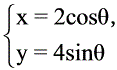 x = 2cosθ,
y = 4sinθ